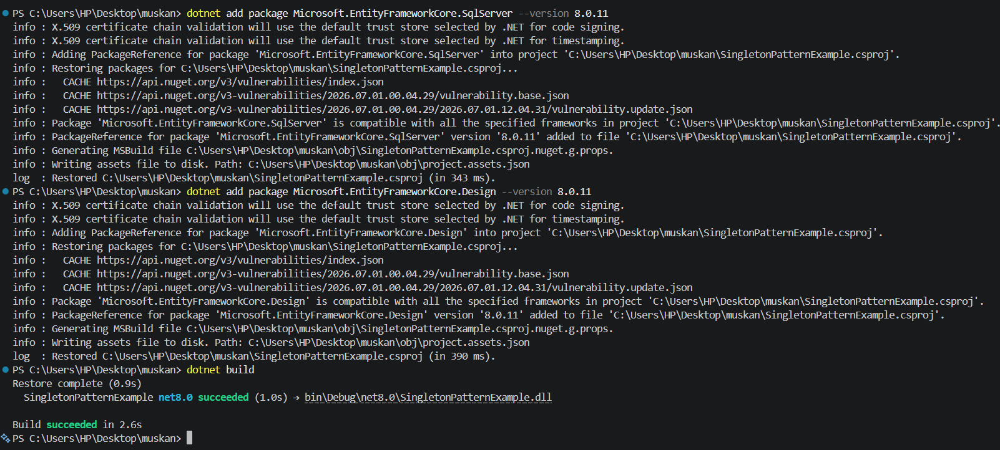 PS C:\Users\HP\Desktop\muskan> dotnet add package Microsoft.EntityFrameworkCore.SqlServer --version 8.0.11
info : X.509 certificate chain validation will use the default trust store selected by .NET for code signing.
info : X.509 certificate chain validation will use the default trust store selected by .NET for timestamping.
info : Adding PackageReference for package 'Microsoft.EntityFrameworkCore.SqlServer' into project 'C:\Users\HP\Desktop\muskan\SingletonPatternExample.csproj'.
info : Restoring packages for C:\Users\HP\Desktop\muskan\SingletonPatternExample.csproj...
info :   CACHE https://api.nuget.org/v3/vulnerabilities/index.json
info :   CACHE https://api.nuget.org/v3-vulnerabilities/2026.07.01.00.04.29/vulnerability.base.json
info :   CACHE https://api.nuget.org/v3-vulnerabilities/2026.07.01.00.04.29/2026.07.01.12.04.31/vulnerability.update.json
info : Package 'Microsoft.EntityFrameworkCore.SqlServer' is compatible with all the specified frameworks in project 'C:\Users\HP\Desktop\muskan\SingletonPatternExample.csproj'.
info : PackageReference for package 'Microsoft.EntityFrameworkCore.SqlServer' version '8.0.11' added to file 'C:\Users\HP\Desktop\muskan\SingletonPatternExample.csproj'.
info : Generating MSBuild file C:\Users\HP\Desktop\muskan\obj\SingletonPatternExample.csproj.nuget.g.props.
info : Writing assets file to disk. Path: C:\Users\HP\Desktop\muskan\obj\project.assets.json
log  : Restored C:\Users\HP\Desktop\muskan\SingletonPatternExample.csproj (in 343 ms).
PS C:\Users\HP\Desktop\muskan> dotnet add package Microsoft.EntityFrameworkCore.Design --version 8.0.11
info : X.509 certificate chain validation will use the default trust store selected by .NET for code signing.
info : X.509 certificate chain validation will use the default trust store selected by .NET for timestamping.
info : Adding PackageReference for package 'Microsoft.EntityFrameworkCore.Design' into project 'C:\Users\HP\Desktop\muskan\SingletonPatternExample.csproj'.
info : Restoring packages for C:\Users\HP\Desktop\muskan\SingletonPatternExample.csproj...
info :   CACHE https://api.nuget.org/v3/vulnerabilities/index.json
info :   CACHE https://api.nuget.org/v3-vulnerabilities/2026.07.01.00.04.29/vulnerability.base.json
info :   CACHE https://api.nuget.org/v3-vulnerabilities/2026.07.01.00.04.29/2026.07.01.12.04.31/vulnerability.update.json
info : Package 'Microsoft.EntityFrameworkCore.Design' is compatible with all the specified frameworks in project 'C:\Users\HP\Desktop\muskan\SingletonPatternExample.csproj'.
info : PackageReference for package 'Microsoft.EntityFrameworkCore.Design' version '8.0.11' added to file 'C:\Users\HP\Desktop\muskan\SingletonPatternExample.csproj'.
info : Generating MSBuild file C:\Users\HP\Desktop\muskan\obj\SingletonPatternExample.csproj.nuget.g.props.
info : Writing assets file to disk. Path: C:\Users\HP\Desktop\muskan\obj\project.assets.json
log  : Restored C:\Users\HP\Desktop\muskan\SingletonPatternExample.csproj (in 390 ms).
PS C:\Users\HP\Desktop\muskan> dotnet build
Restore complete (0.9s)
  SingletonPatternExample net8.0 succeeded (1.0s) → bin\Debug\net8.0\SingletonPatternExample.dll
Build succeeded in 2.6s
PS C:\Users\HP\Desktop\muskan>